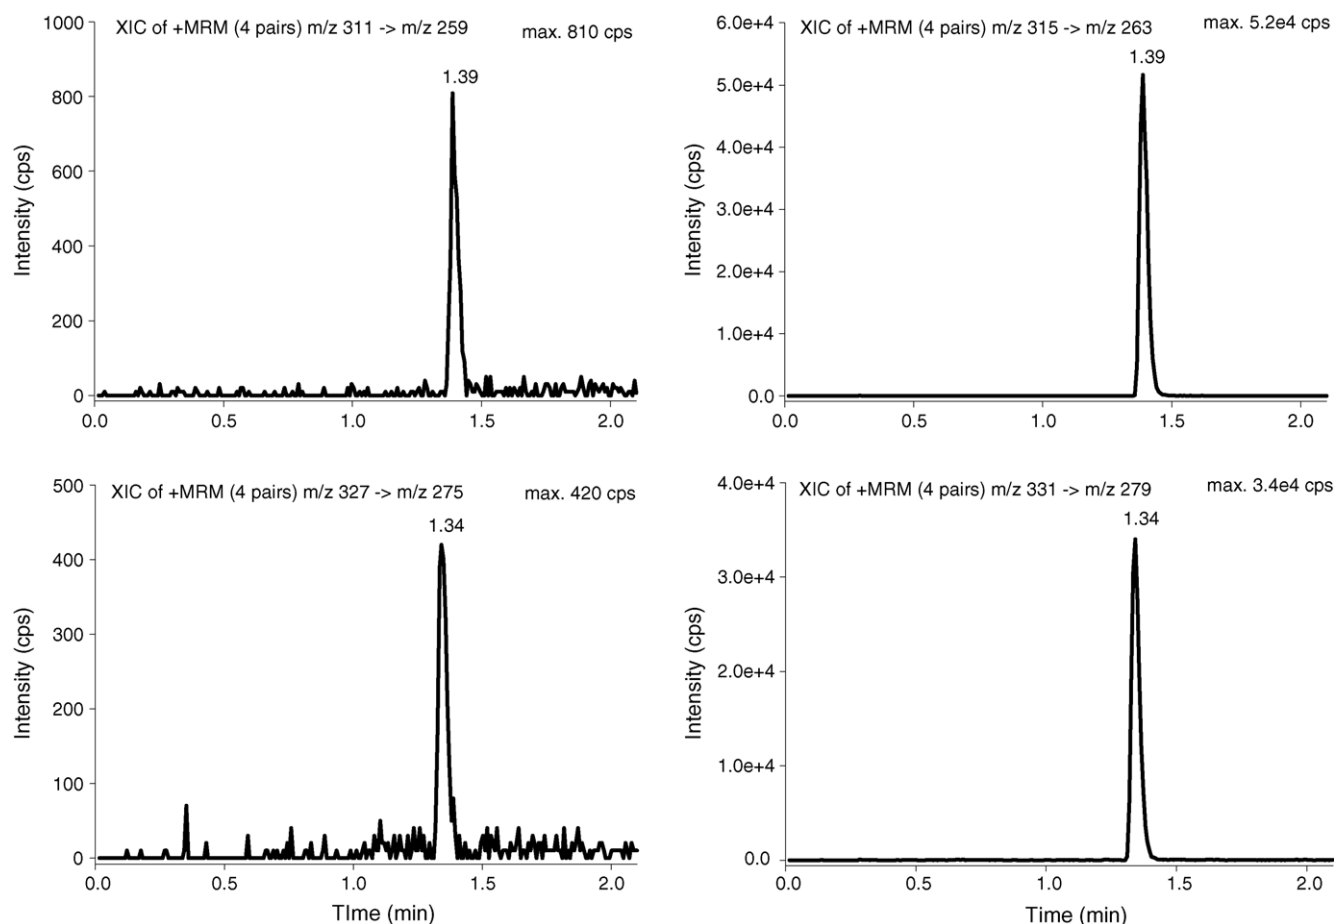 XIC of +MRM (4 pairs) m/z 311 -> m/z 259
max. 810 cps
1.39
1000
800
600
400
200
0
Intensity (cps)
0.0 0.5 1.0 1.5 2.0
XIC of +MRM (4 pairs) m/z 315 -> m/z 263
max. 5.2e4 cps
1.39
6.0e+4
5.0e+4
4.0e+4
3.0e+4
2.0e+4
1.0e+4
0.0
Intensity (cps)
0.0 0.5 1.0 1.5 2.0
XIC of +MRM (4 pairs) m/z 327 -> m/z 275
max. 420 cps
1.34
500
400
300
200
100
0
Intensity (cps)
0.0 0.5 1.0 1.5 2.0
TIme (min)
XIC of +MRM (4 pairs) m/z 331 -> m/z 279
max. 3.4e4 cps
1.34
4.0e+4
3.0e+4
2.0e+4
1.0e+4
0.0
Intensity (cps)
0.0 0.5 1.0 1.5 2.0
Time (min)